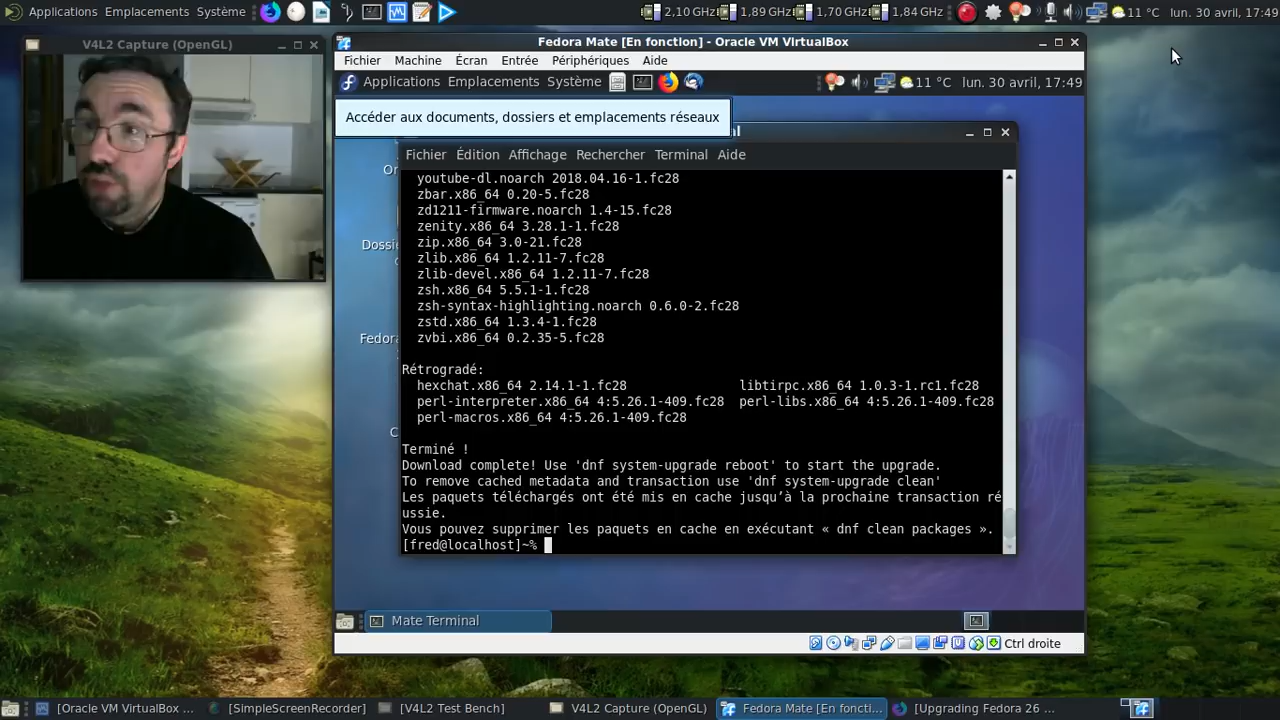 Applications Emplacements Système 2,10 GHz 1,89 GHz 1,70 GHz 1,84 GHz 11 °C lun. 30 avril, 17:49
V4L2 Capture (OpenGL)
Fedora Mate [En fonction] - Oracle VM VirtualBox
Fichier Machine Écran Entrée Périphériques Aide
Applications Emplacements Système 11 °C lun. 30 avril, 17:49
Accéder aux documents, dossiers et emplacements réseaux
Fichier Édition Affichage Rechercher Terminal Aide
youtube-dl.noarch 2018.04.16-1.fc28
zbar.x86_64 0.20-5.fc28
zd1211-firmware.noarch 1.4-15.fc28
zenity.x86_64 3.28.1-1.fc28
zip.x86_64 3.0-21.fc28
zlib.x86_64 1.2.11-7.fc28
zlib-devel.x86_64 1.2.11-7.fc28
zsh.x86_64 5.5.1-1.fc28
zsh-syntax-highlighting.noarch 0.6.0-2.fc28
zstd.x86_64 1.3.4-1.fc28
zvbi.x86_64 0.2.35-5.fc28
Rétrogradé:
hexchat.x86_64 2.14.1-1.fc28 libtirpc.x86_64 1.0.3-1.rc1.fc28
perl-interpreter.x86_64 4:5.26.1-409.fc28 perl-libs.x86_64 4:5.26.1-409.fc28
perl-macros.x86_64 4:5.26.1-409.fc28
Terminé !
Download complete! Use 'dnf system-upgrade reboot' to start the upgrade.
To remove cached metadata and transaction use 'dnf system-upgrade clean'
Les paquets téléchargés ont été mis en cache jusqu’à la prochaine transaction ré
ussie.
Vous pouvez supprimer les paquets en cache en exécutant « dnf clean packages ».
[fred@localhost]~%
Or
Dossie
Fedora
C
Mate Terminal
Ctrl droite
[Oracle VM VirtualBox ... [SimpleScreenRecorder] [V4L2 Test Bench] V4L2 Capture (OpenGL) Fedora Mate [En foncti... [Upgrading Fedora 26 ...